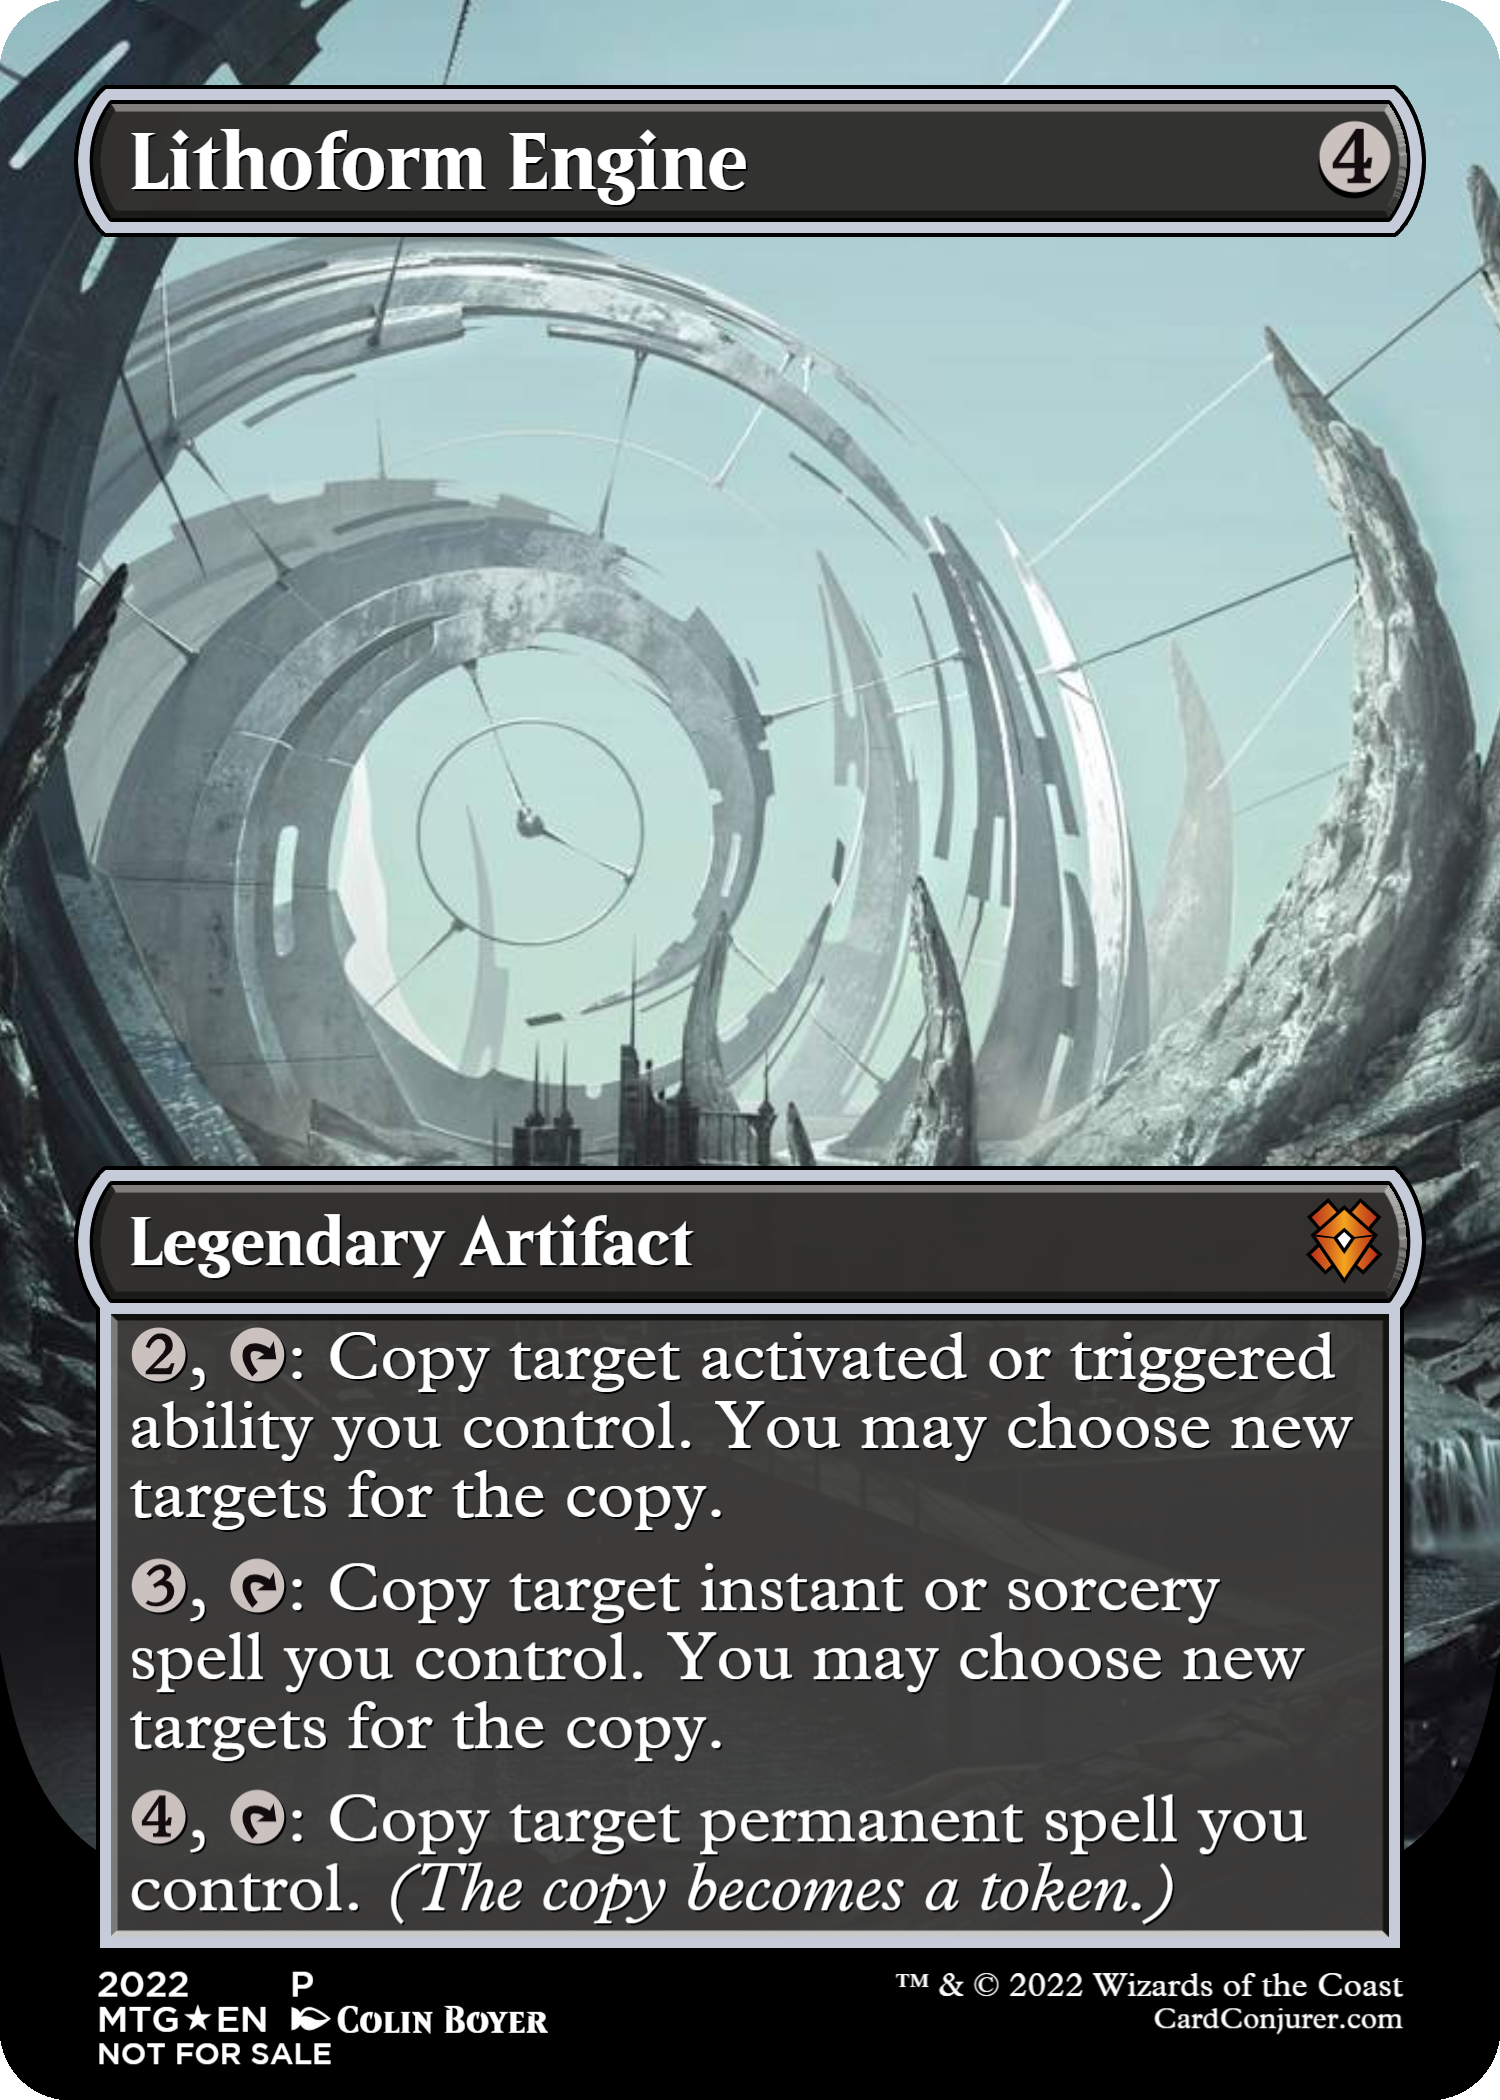 Lithoform Engine 4
Legendary Artifact
2, : Copy target activated or triggered
ability you control. You may choose new
targets for the copy.
3, : Copy target instant or sorcery
spell you control. You may choose new
targets for the copy.
4, : Copy target permanent spell you
control. (The copy becomes a token.)
2022 P
MTG★EN COLIN BOYER
NOT FOR SALE
™ & © 2022 Wizards of the Coast
CardConjurer.com